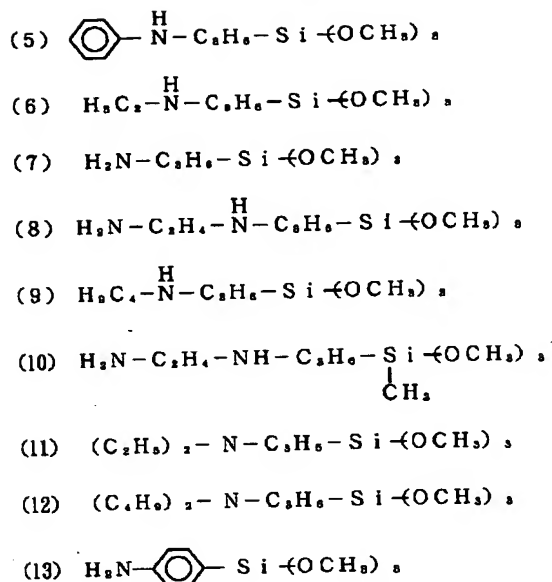 H
(5) -N-C₃H₆-Si-(OCH₃)₃
H
(6) H₅C₂-N-C₃H₆-Si-(OCH₃)₃
(7) H₂N-C₃H₆-Si-(OCH₃)₃
H
(8) H₂N-C₂H₄-N-C₃H₆-Si-(OCH₃)₃
H
(9) H₉C₄-N-C₃H₆-Si-(OCH₃)₃
(10) H₂N-C₂H₄-NH-C₃H₆-Si-(OCH₃)₃
CH₃
(11) (C₂H₅)₂-N-C₃H₆-Si-(OCH₃)₃
(12) (C₄H₉)₂-N-C₃H₆-Si-(OCH₃)₃
(13) H₂N--Si-(OCH₃)₃